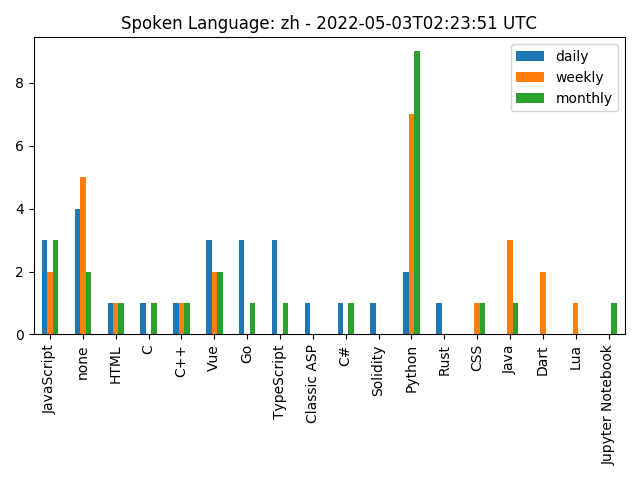 Spoken Language: zh - 2022-05-03T02:23:51 UTC
daily
weekly
monthly
8
6
4
2
0
JavaScript
none
HTML
C
C++
Vue
Go
TypeScript
Classic ASP
C#
Solidity
Python
Rust
CSS
Java
Dart
Lua
Jupyter Notebook